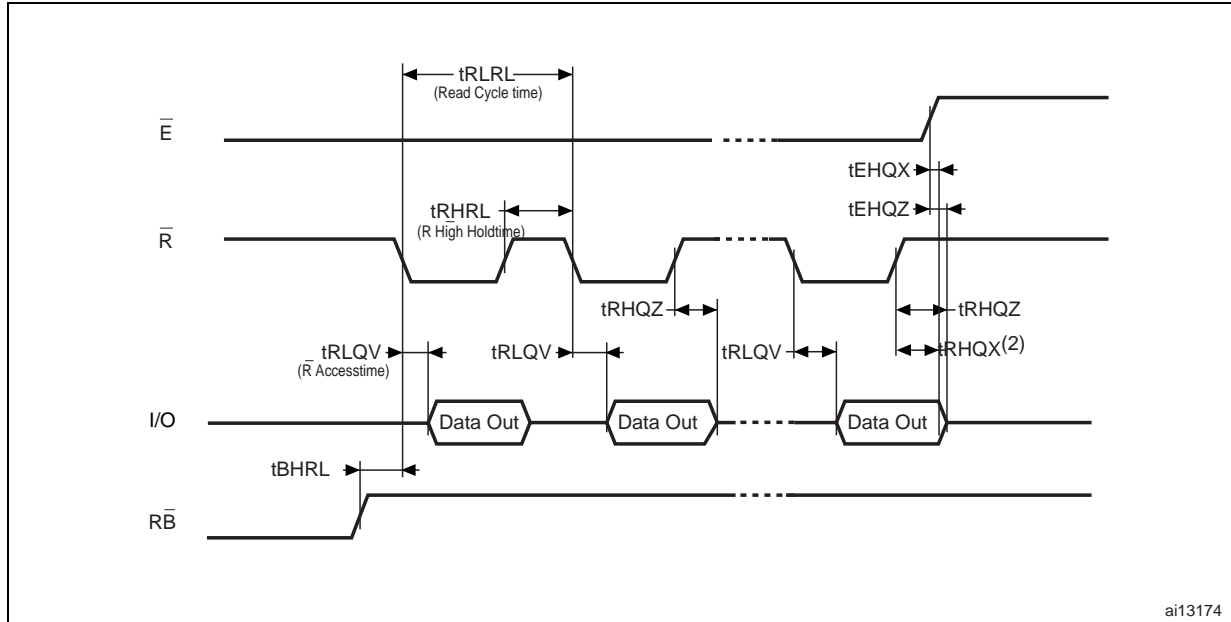 tRLRL
(Read Cycle time)
E̅
tEHQX
tEHQZ
tRHRL
(R̅ High Holdtime)
R̅
tRHQZ
tRHQZ
tRLQV
(R̅ Accesstime)
tRLQV
tRLQV
tRHQX(2)
I/O
Data Out
Data Out
Data Out
tBHRL
RB̅
ai13174